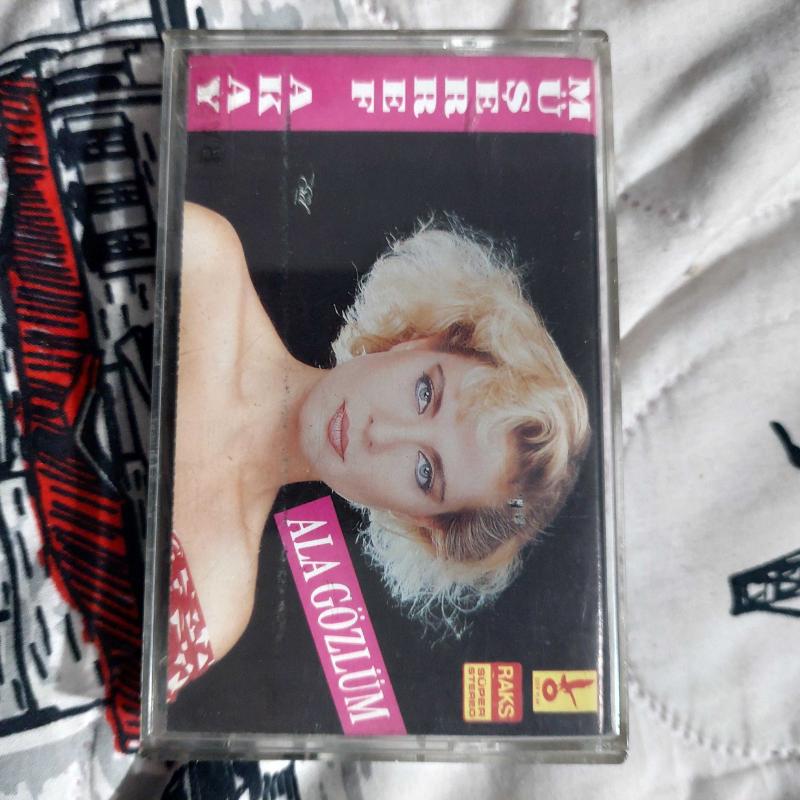 MÜŞERREF
AKAY
ALA GÖZLÜM
RAKS
SÜPER
STEREO